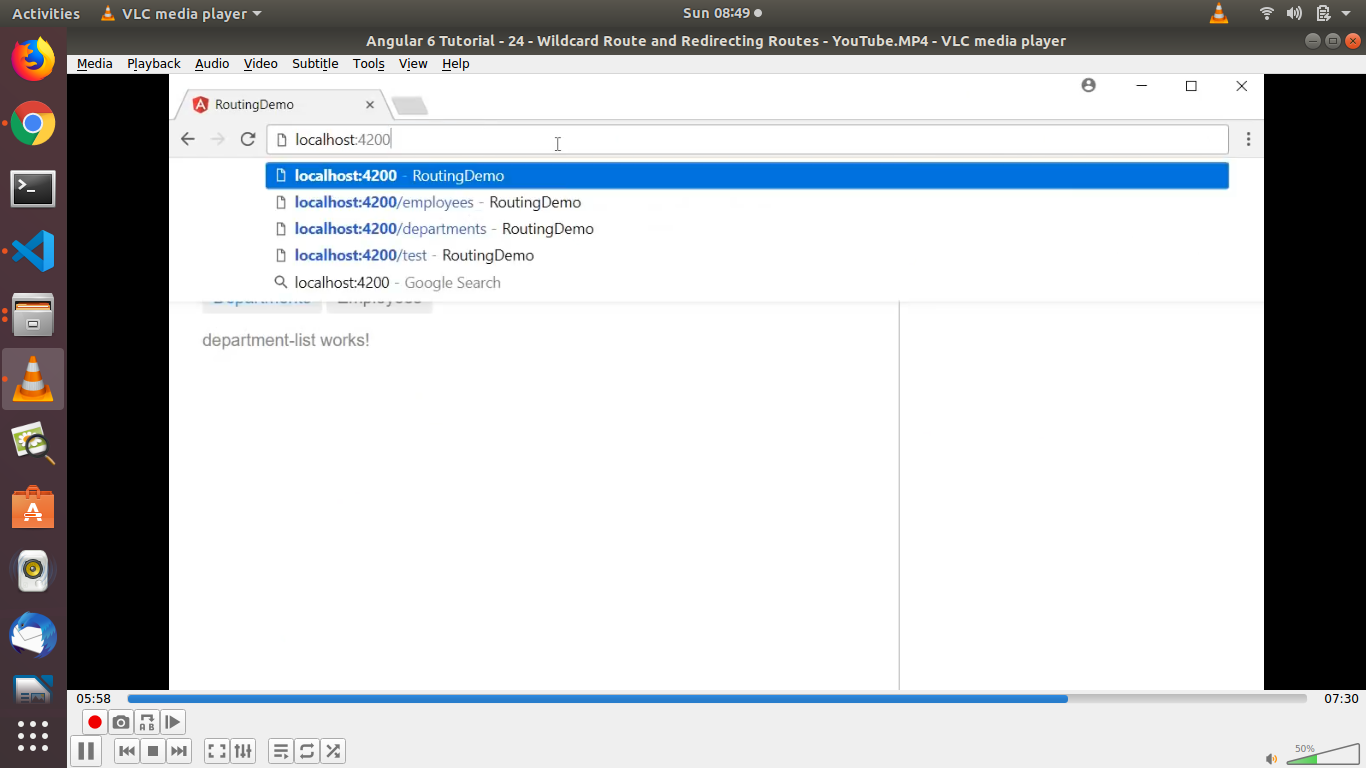 Activities VLC media player Sun 08:49
Angular 6 Tutorial - 24 - Wildcard Route and Redirecting Routes - YouTube.MP4 - VLC media player
Media Playback Audio Video Subtitle Tools View Help
RoutingDemo
localhost:4200
localhost:4200 - RoutingDemo
localhost:4200/employees - RoutingDemo
localhost:4200/departments - RoutingDemo
localhost:4200/test - RoutingDemo
localhost:4200 - Google Search
Departments Employees
department-list works!
05:58 07:30
A B
50%